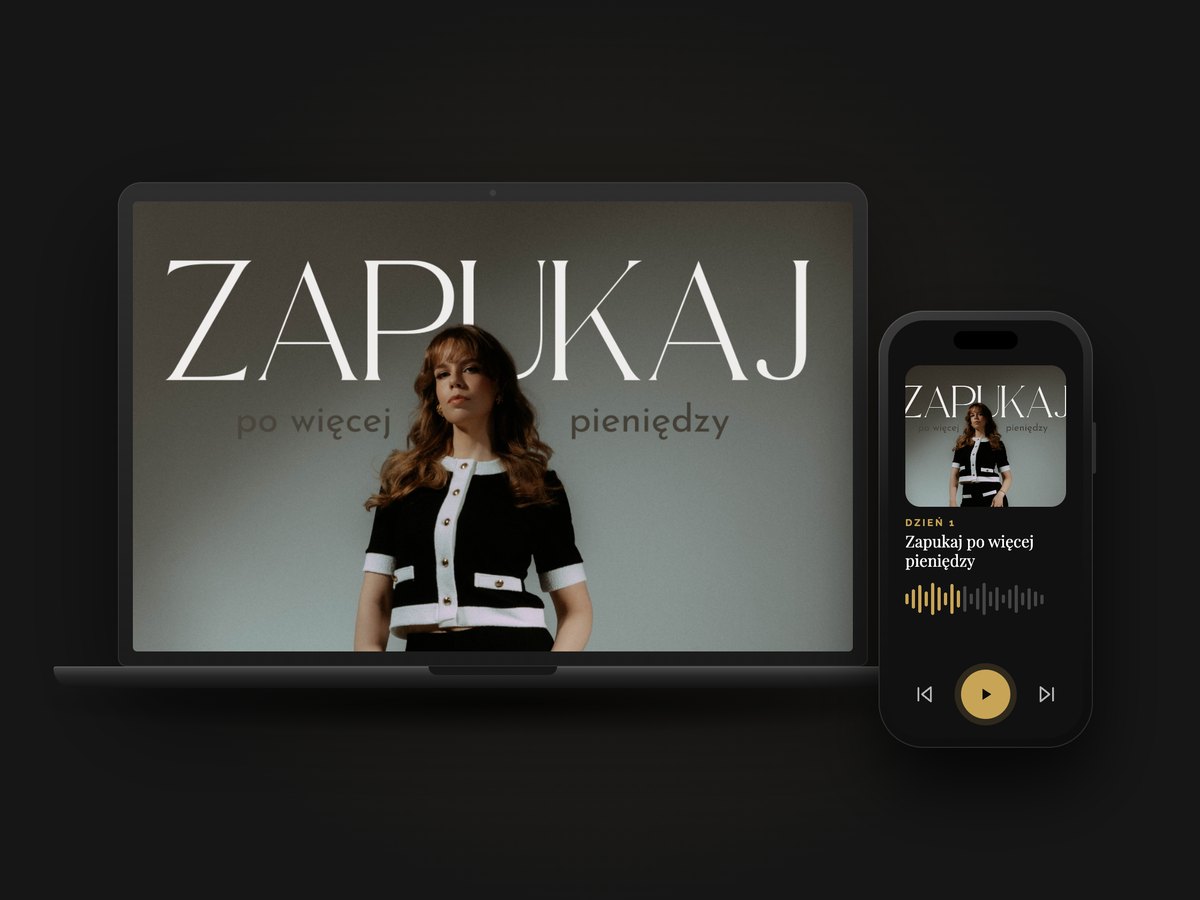 ZAPUKAJ
po więcej pieniędzy
ZAPUKAJ
po więcej pieniędzy
DZIEŃ 1
Zapukaj po więcej
pieniędzy